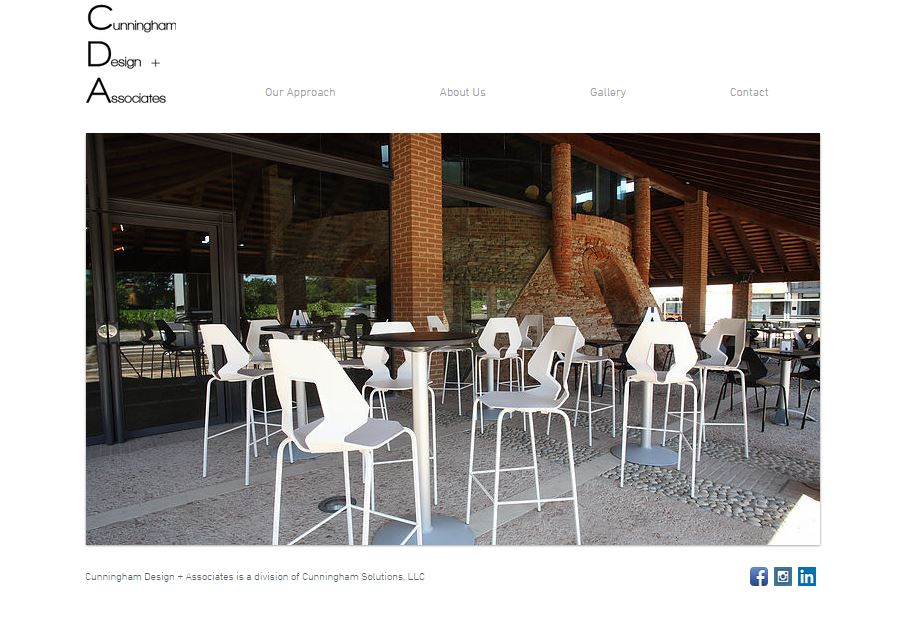 Cunningham
Design +
Associates
Our Approach
About Us
Gallery
Contact
Cunningham Design + Associates is a division of Cunningham Solutions, LLC